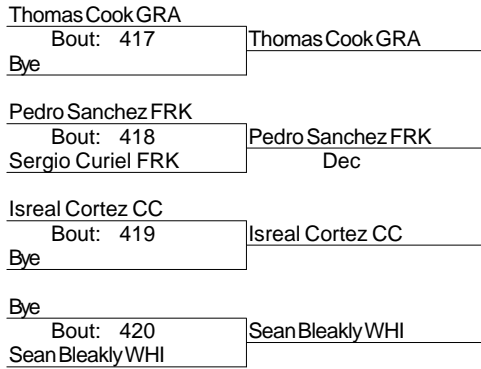 Thomas Cook GRA
Bout: 417 Thomas Cook GRA
Bye
Pedro Sanchez FRK
Bout: 418 Pedro Sanchez FRK
Sergio Curiel FRK Dec
Isreal Cortez CC
Bout: 419 Isreal Cortez CC
Bye
Bye
Bout: 420 Sean Bleakly WHI
Sean Bleakly WHI